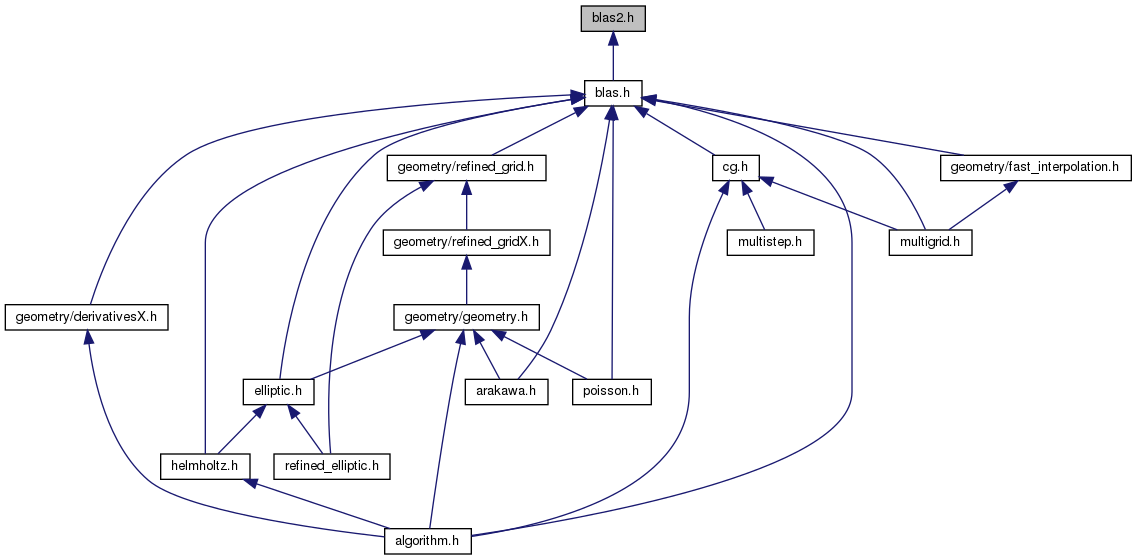 blas2.h
blas.h
geometry/refined_grid.h
cg.h
geometry/fast_interpolation.h
geometry/refined_gridX.h
multistep.h
multigrid.h
geometry/derivativesX.h
geometry/geometry.h
elliptic.h
arakawa.h
poisson.h
helmholtz.h
refined_elliptic.h
algorithm.h